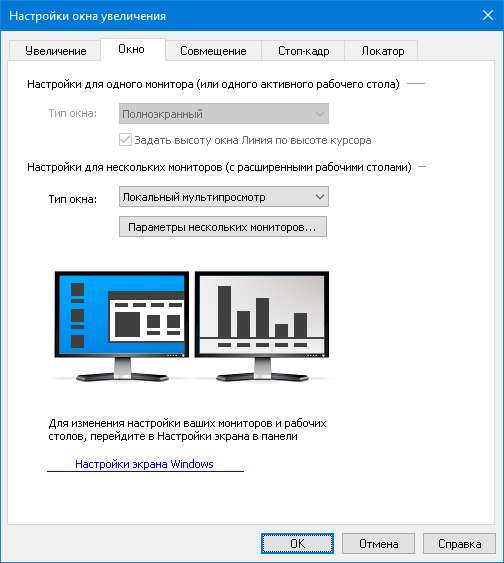 Настройки окна увеличения
Увеличение
Окно
Совмещение
Стоп-кадр
Локатор
Настройки для одного монитора (или одного активного рабочего стола)
Тип окна:
Полноэкранный
Задать высоту окна Линия по высоте курсора
Настройки для нескольких мониторов (с расширенными рабочими столами)
Тип окна:
Локальный мультипросмотр
Параметры нескольких мониторов...
Для изменения настройки ваших мониторов и рабочих
столов, перейдите в Настройки экрана в панели
Настройки экрана Windows
ОК
Отмена
Справка